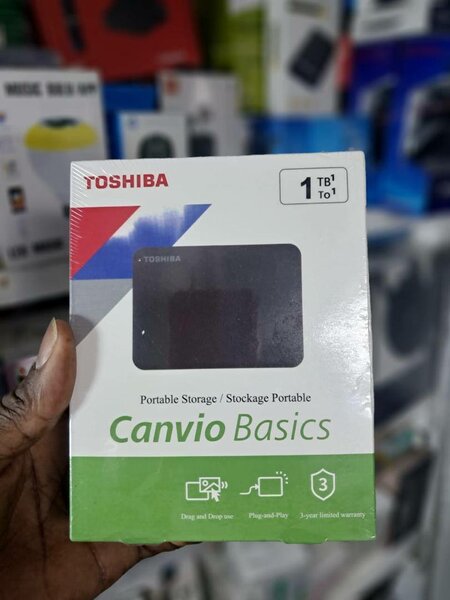 TOSHIBA
1 TB¹
To¹
TOSHIBA
Portable Storage / Stockage Portable
Canvio Basics
3
Drag and Drop use
Plug-and-Play
3-year limited warranty